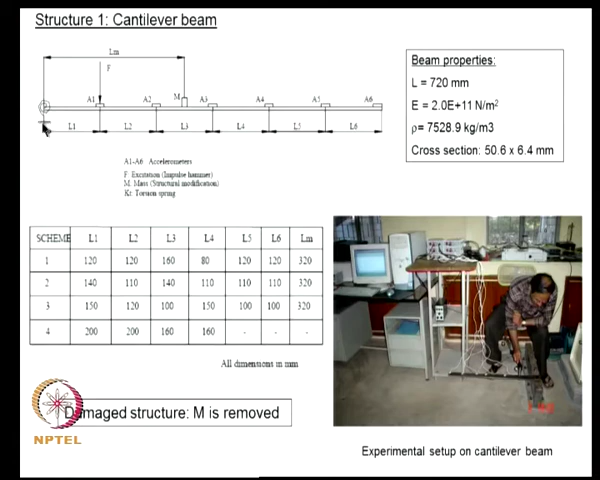 Structure 1: Cantilever beam
Lm
F
A1 A2 M A3 A4 A5 A6
L1 L2 L3 L4 L5 L6
A1-A6 Accelerometers
F. Excitation (Impulse hammer)
M. Mass (Structural modification)
Kt. Torsion spring
Beam properties:
L = 720 mm
E = 2.0E+11 N/m²
ρ= 7528.9 kg/m3
Cross section: 50.6 x 6.4 mm
SCHEME L1 L2 L3 L4 L5 L6 Lm
1 120 120 160 80 120 120 320
2 140 110 140 110 110 110 320
3 150 120 100 150 100 100 320
4 200 200 160 160 - - -
All dimensions in mm
Damaged structure: M is removed
NPTEL
Experimental setup on cantilever beam